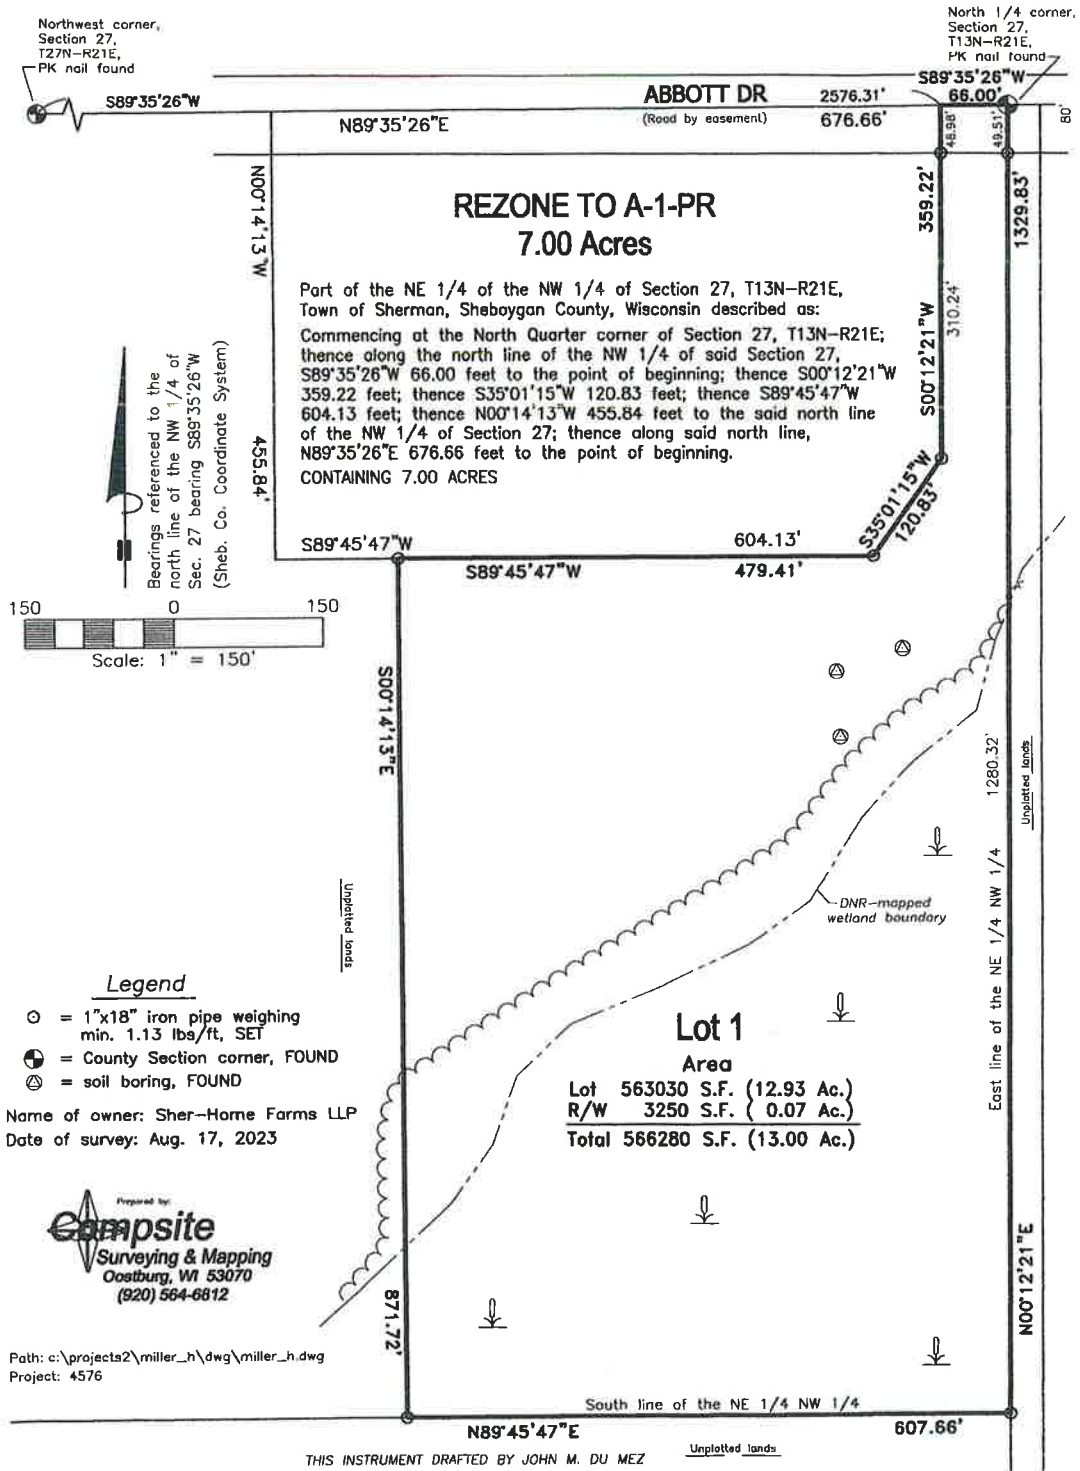 Northwest corner,
Section 27,
T27N-R21E,
PK nail found
North 1/4 corner,
Section 27,
T13N-R21E,
PK nail found
S89°35'26"W
S89°35'26"W
ABBOTT DR
(Road by easement)
2576.31'
66.00'
N89°35'26"E
676.66'
80'
48.98'
49.51'
N00°14'13"W
455.84'
359.22'
1329.83'
S00°12'21"W
310.24'
REZONE TO A-1-PR
7.00 Acres
Part of the NE 1/4 of the NW 1/4 of Section 27, T13N-R21E,
Town of Sherman, Sheboygan County, Wisconsin described as:
Commencing at the North Quarter corner of Section 27, T13N-R21E;
thence along the north line of the NW 1/4 of said Section 27,
S89°35'26"W 66.00 feet to the point of beginning; thence S00°12'21"W
359.22 feet; thence S35°01'15"W 120.83 feet; thence S89°45'47"W
604.13 feet; thence N00°14'13"W 455.84 feet to the said north line
of the NW 1/4 of Section 27; thence along said north line,
N89°35'26"E 676.66 feet to the point of beginning.
CONTAINING 7.00 ACRES
Bearings referenced to the
north line of the NW 1/4 of
Sec. 27 bearing S89°35'26"W
(Sheb. Co. Coordinate System)
S35°01'15"W
120.83'
S89°45'47"W
604.13'
S89°45'47"W
479.41'
150 0 150
Scale: 1" = 150'
S00°14'13"E
871.72'
Unplatted lands
Unplatted lands
1280.32'
East line of the NE 1/4 NW 1/4
DNR-mapped
wetland boundary
Legend
= 1"x18" iron pipe weighing
min. 1.13 lbs/ft, SET
= County Section corner, FOUND
= soil boring, FOUND
Name of owner: Sher-Home Farms LLP
Date of survey: Aug. 17, 2023
Lot 1
Area
Lot 563030 S.F. (12.93 Ac.)
R/W 3250 S.F. ( 0.07 Ac.)
Total 566280 S.F. (13.00 Ac.)
Prepared by:
Campsite
Surveying & Mapping
Oostburg, WI 53070
(920) 564-6812
N00°12'21"E
Path: c:\projects2\miller_h\dwg\miller_h.dwg
Project: 4576
South line of the NE 1/4 NW 1/4
N89°45'47"E
607.66'
Unplatted lands
THIS INSTRUMENT DRAFTED BY JOHN M. DU MEZ